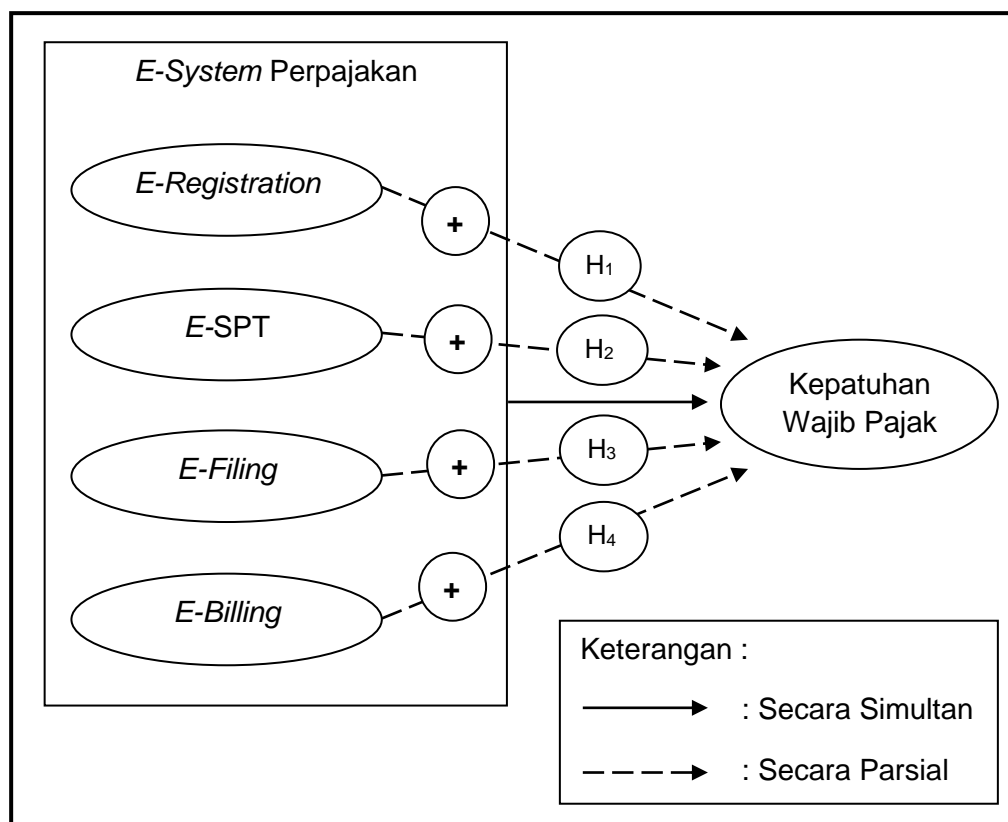 E-System Perpajakan
E-Registration
+
H1
E-SPT
+
H2
Kepatuhan
Wajib Pajak
E-Filing
+
H3
E-Billing
+
H4
Keterangan :
: Secara Simultan
: Secara Parsial